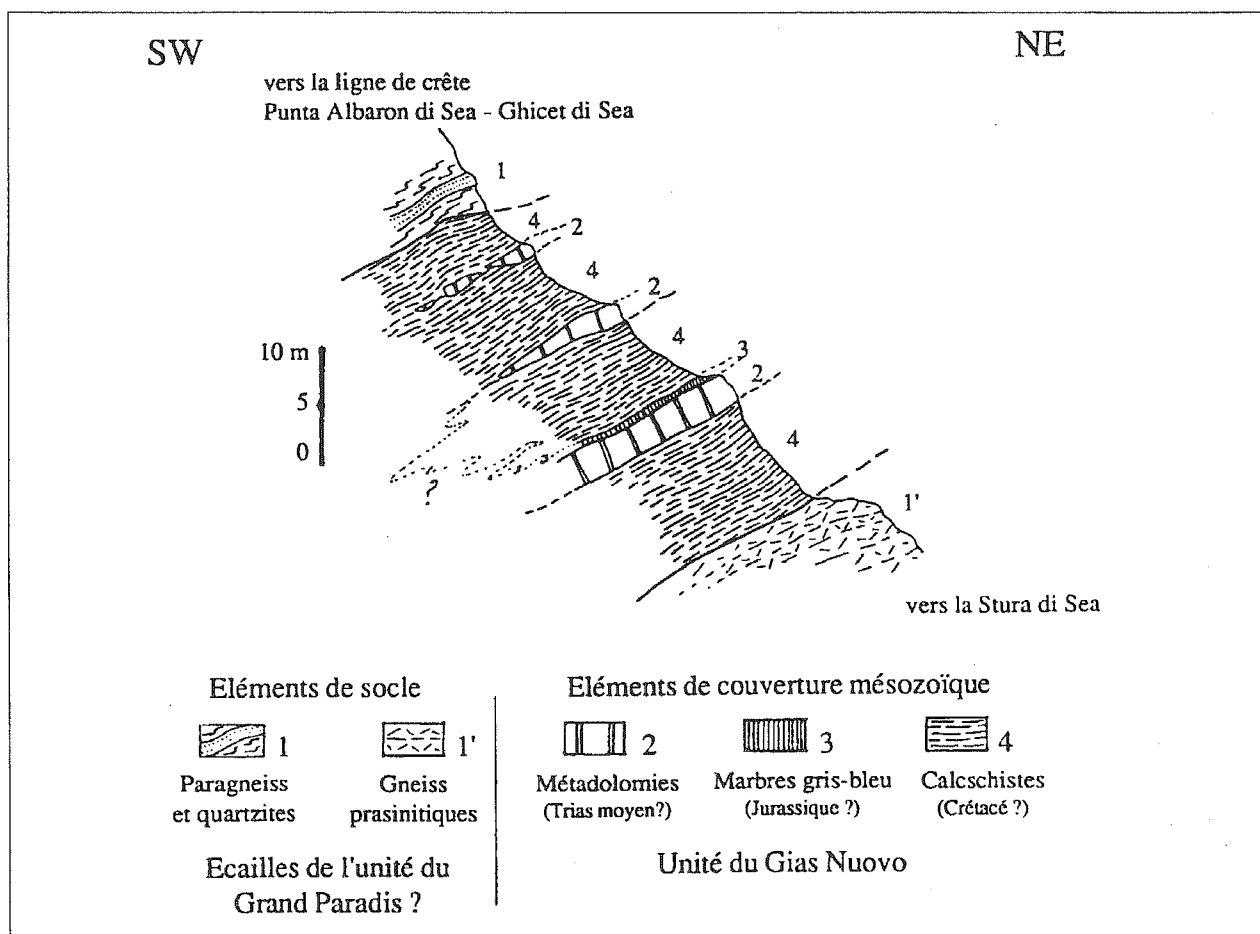 SW
NE
vers la ligne de crête
Punta Albaron di Sea - Ghicet di Sea
1
4
2
4
2
4
3
2
4
1'
10 m
5
0
?
vers la Stura di Sea
Eléments de socle
Eléments de couverture mésozoïque
1
1'
2
3
4
Paragneiss
et quartzites
Gneiss
prasinitiques
Métadolomies
(Trias moyen?)
Marbres gris-bleu
(Jurassique ?)
Calcschistes
(Crétacé ?)
Ecailles de l'unité du
Grand Paradis ?
Unité du Gias Nuovo